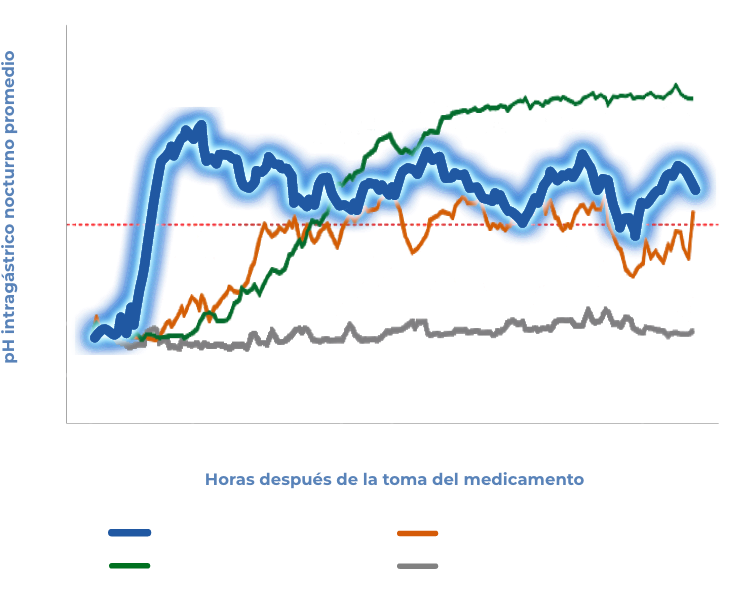 pH intragástrico nocturno promedio
Horas después de la toma del medicamento